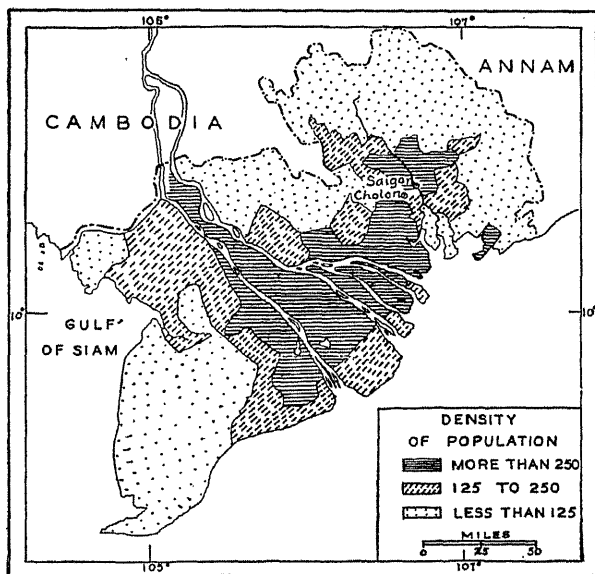 105° 107°
ANNAM
CAMBODIA
Saigon
Cholon
10° 10°
GULF
OF SIAM
DENSITY
OF POPULATION
MORE THAN 250
125 TO 250
LESS THAN 125
MILES
0 25 50
105° 107°